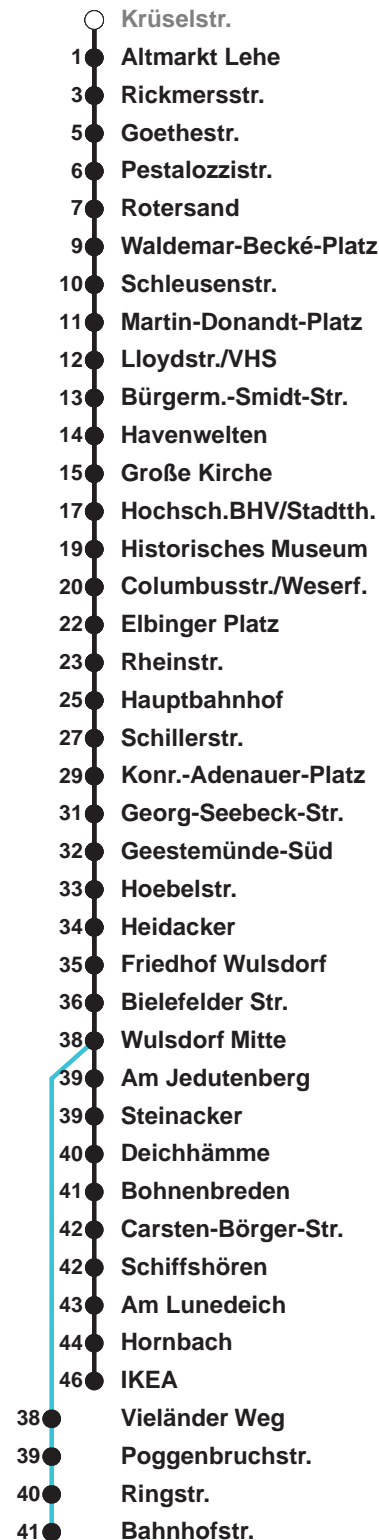 Krüselstr.
1 Altmarkt Lehe
3 Rickmersstr.
5 Goethestr.
6 Pestalozzistr.
7 Rotersand
9 Waldemar-Becké-Platz
10 Schleusenstr.
11 Martin-Donandt-Platz
12 Lloydstr./VHS
13 Bürgerm.-Smidt-Str.
14 Havenwelten
15 Große Kirche
17 Hochsch.BHV/Stadtth.
19 Historisches Museum
20 Columbusstr./Weserf.
22 Elbinger Platz
23 Rheinstr.
25 Hauptbahnhof
27 Schillerstr.
29 Konr.-Adenauer-Platz
31 Georg-Seebeck-Str.
32 Geestemünde-Süd
33 Hoebelstr.
34 Heidacker
35 Friedhof Wulsdorf
36 Bielefelder Str.
38 Wulsdorf Mitte
39 Am Jedutenberg
39 Steinacker
40 Deichhämme
41 Bohnenbreden
42 Carsten-Börger-Str.
42 Schiffshören
43 Am Lunedeich
44 Hornbach
46 IKEA
38 Vieländer Weg
39 Poggenbruchstr.
40 Ringstr.
41 Bahnhofstr.